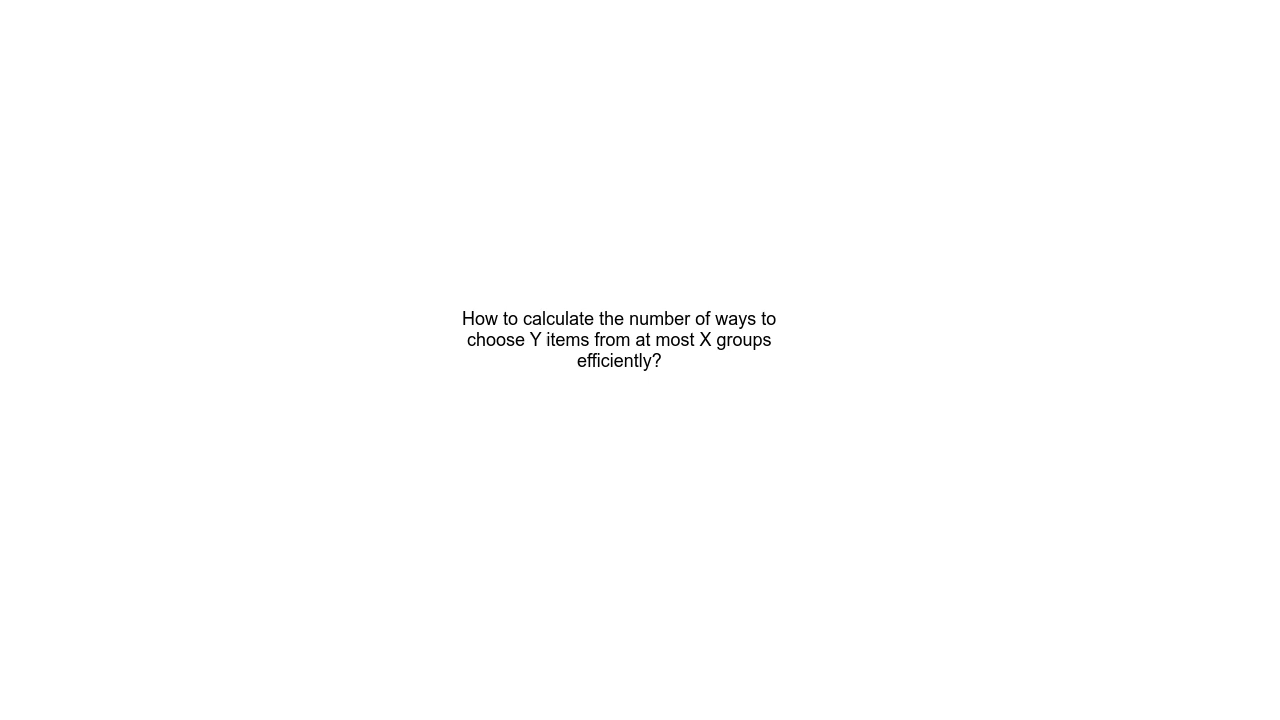 How to calculate the number of ways to
choose Y items from at most X groups
efficiently?